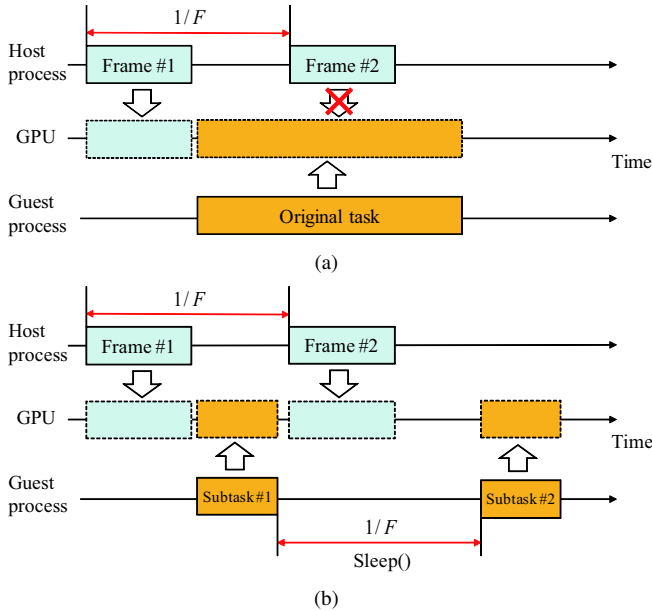 1/F
Host
process
Frame #1
Frame #2
GPU
Time
Guest
process
Original task
(a)
1/F
Host
process
Frame #1
Frame #2
GPU
Time
Guest
process
Subtask#1
Subtask#2
1/F
Sleep()
(b)